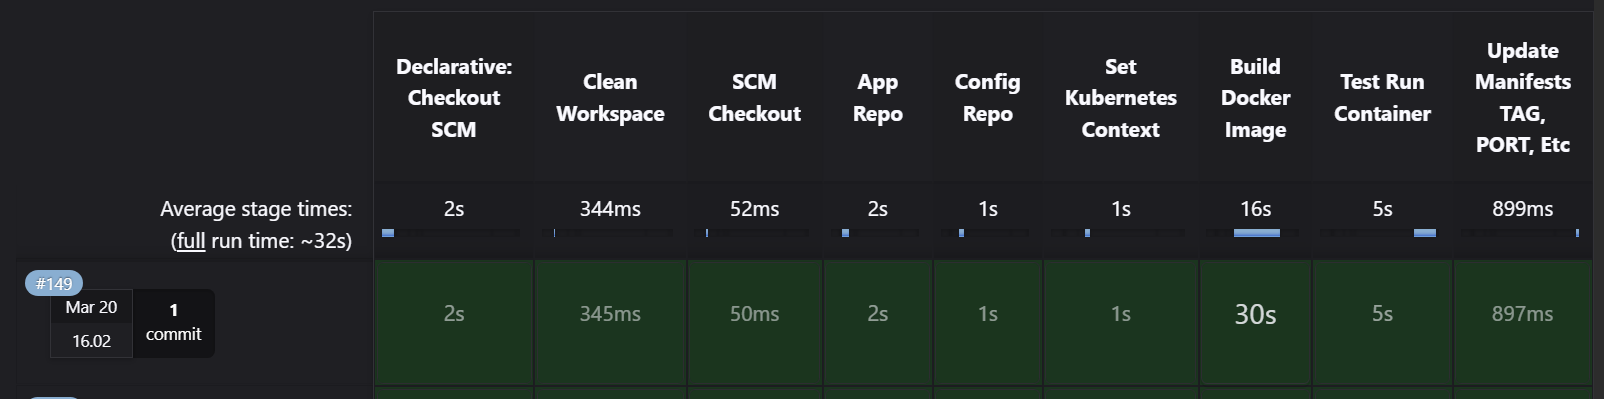 Declarative:
Checkout
SCM
Clean
Workspace
SCM
Checkout
App
Repo
Config
Repo
Set
Kubernetes
Context
Build
Docker
Image
Test Run
Container
Update
Manifests
TAG,
PORT, Etc
Average stage times:
(full run time: ~32s)
2s
344ms
52ms
2s
1s
1s
16s
5s
899ms
#149
Mar 20
16.02
1
commit
2s
345ms
50ms
2s
1s
1s
30s
5s
897ms